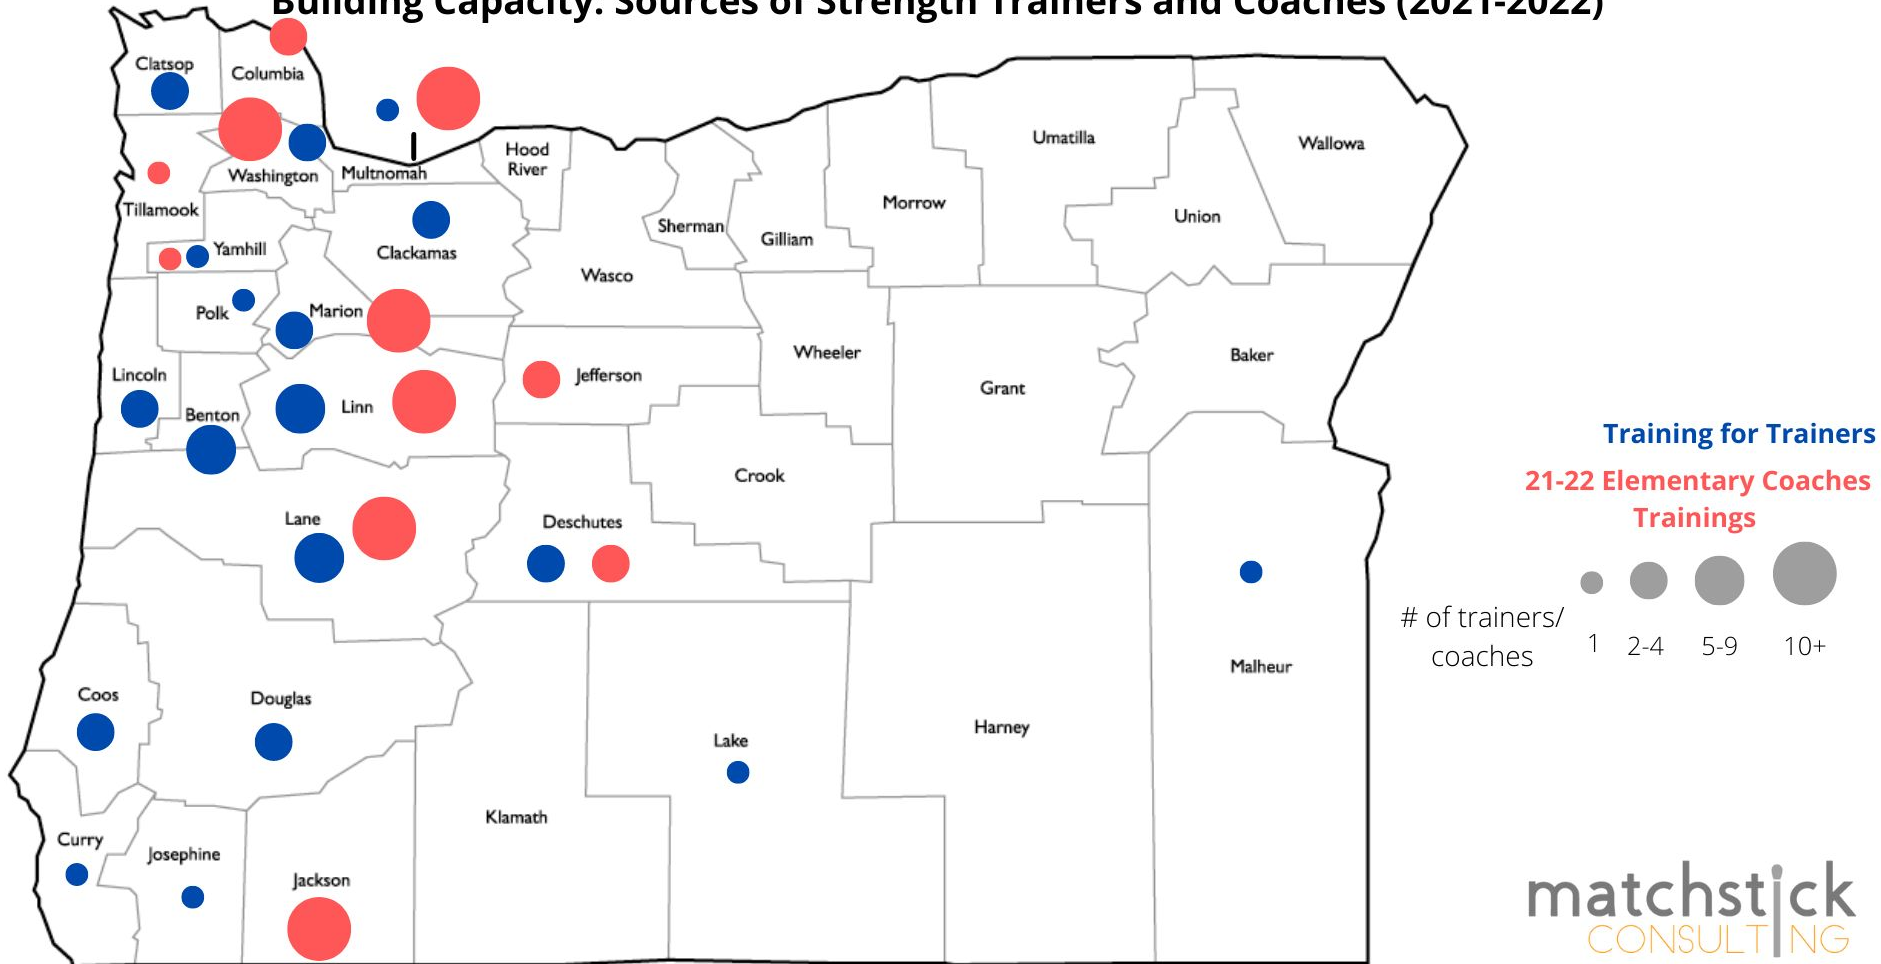 Building Capacity: Sources of Strength Trainers and Coaches (2021-2022)
Clatsop
Columbia
Washington
Multnomah
Hood
River
Tillamook
Yamhill
Clackamas
Wasco
Sherman
Gilliam
Morrow
Umatilla
Union
Wallowa
Polk
Marion
Lincoln
Benton
Linn
Jefferson
Wheeler
Grant
Baker
Crook
Lane
Deschutes
Training for Trainers
21-22 Elementary Coaches
Trainings
# of trainers/
coaches
1
2-4
5-9
10+
Coos
Douglas
Lake
Harney
Malheur
Klamath
Curry
Josephine
Jackson
matchstick
CONSULTING